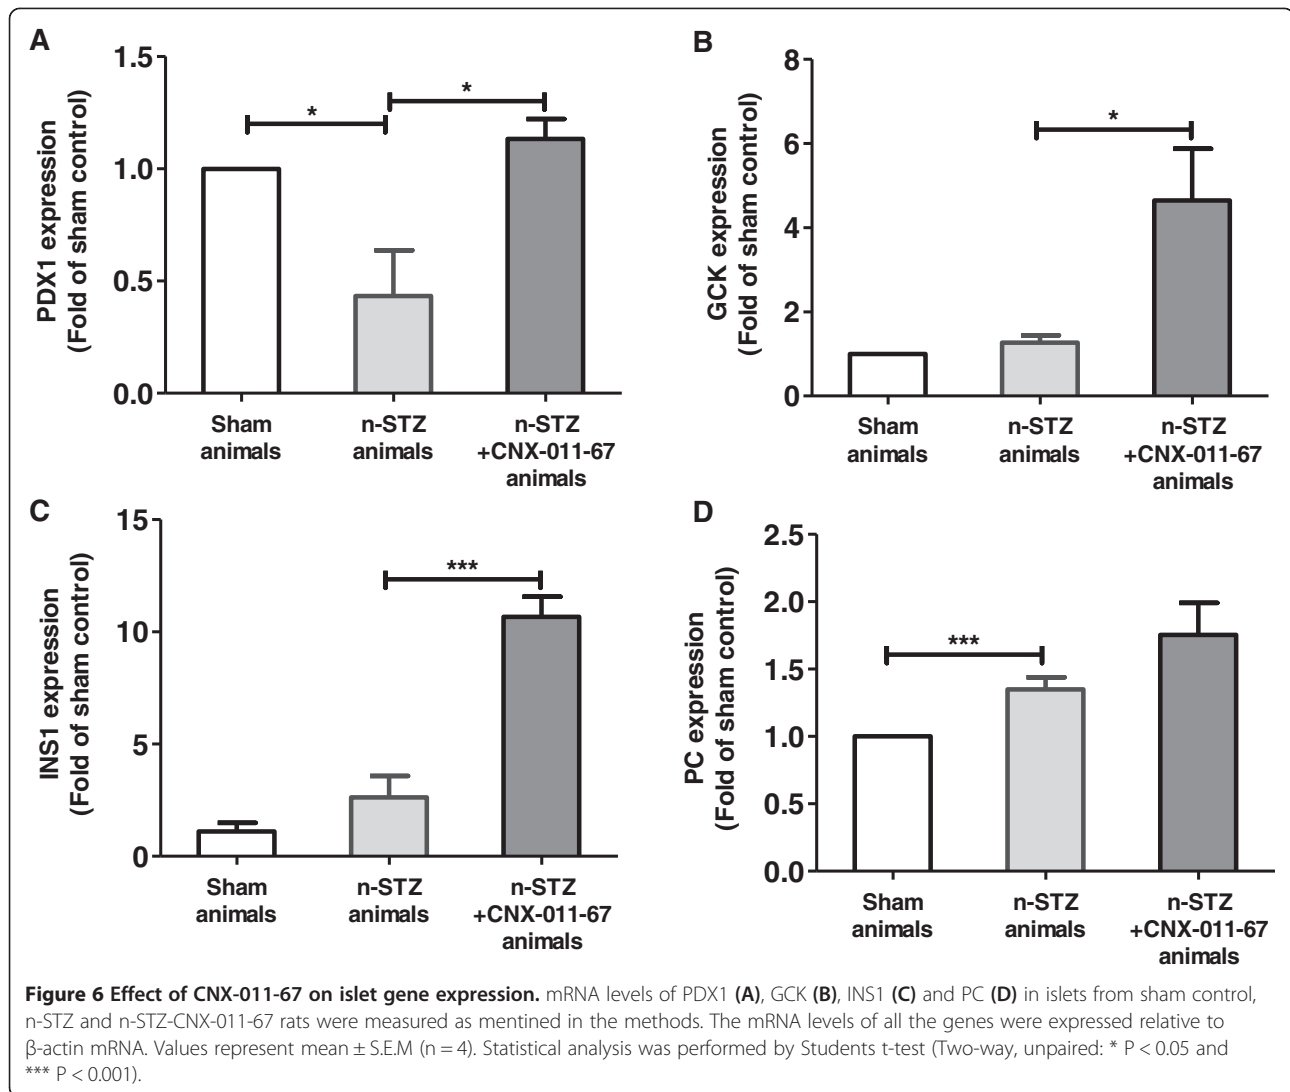 A
PDX1 expression
(Fold of sham control)
1.5
1.0
0.5
0.0
*
*
Sham
animals
n-STZ
animals
n-STZ
+CNX-011-67
animals
B
GCK expression
(Fold of sham control)
8
6
4
2
0
*
Sham
animals
n-STZ
animals
n-STZ
+CNX-011-67
animals
C
INS1 expression
(Fold of sham control)
15
10
5
0
***
Sham
animals
n-STZ
animals
n-STZ
+CNX-011-67
animals
D
PC expression
(Fold of sham control)
2.5
2.0
1.5
1.0
0.5
0.0
***
Sham
animals
n-STZ
animals
n-STZ
+CNX-011-67
animals
Figure 6 Effect of CNX-011-67 on islet gene expression. mRNA levels of PDX1 (A), GCK (B), INS1 (C) and PC (D) in islets from sham control,
n-STZ and n-STZ-CNX-011-67 rats were measured as mentined in the methods. The mRNA levels of all the genes were expressed relative to
β-actin mRNA. Values represent mean ± S.E.M (n = 4). Statistical analysis was performed by Students t-test (Two-way, unpaired: * P < 0.05 and
*** P < 0.001).